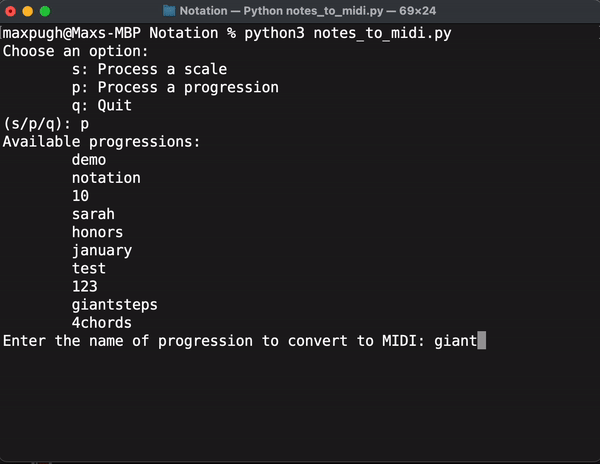 Notation — Python notes_to_midi.py — 69×24
maxpugh@Maxs-MBP Notation % python3 notes_to_midi.py
Choose an option:
s: Process a scale
p: Process a progression
q: Quit
(s/p/q): p
Available progressions:
demo
notation
10
sarah
honors
january
test
123
giantsteps
4chords
Enter the name of progression to convert to MIDI: giant